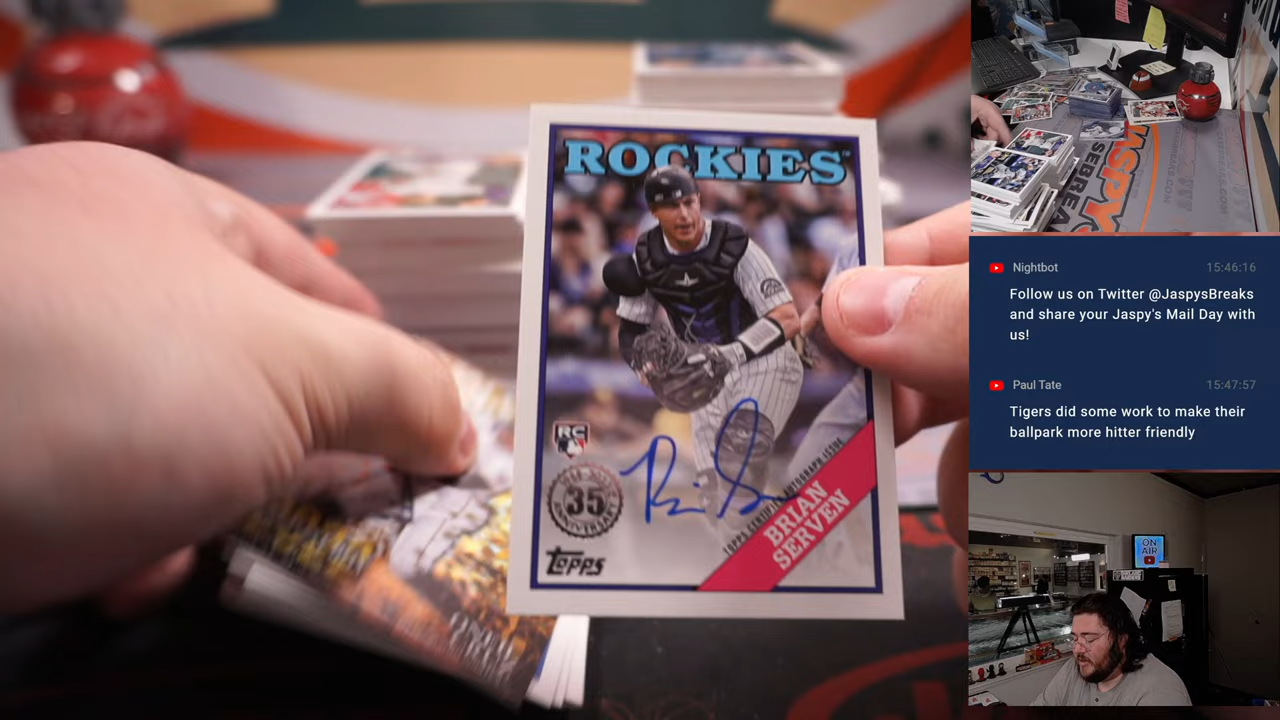 ROCKIES
RC
35
ANNIVERSARY
Topps
TOPPS CERTIFIED AUTOGRAPH ISSUE
BRIAN
SERVEN
JASPY'S
Nightbot 15:46:16
Follow us on Twitter @JaspysBreaks
and share your Jaspy's Mail Day with
us!
Paul Tate 15:47:57
Tigers did some work to make their
ballpark more hitter friendly
ON
AIR